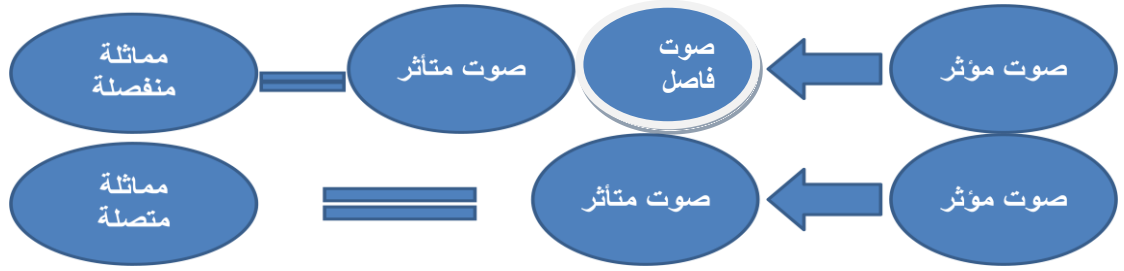 صوت مؤثر
صوت
فاصل
صوت متأثر
مماثلة
منفصلة
صوت مؤثر
صوت متأثر
مماثلة
متصلة